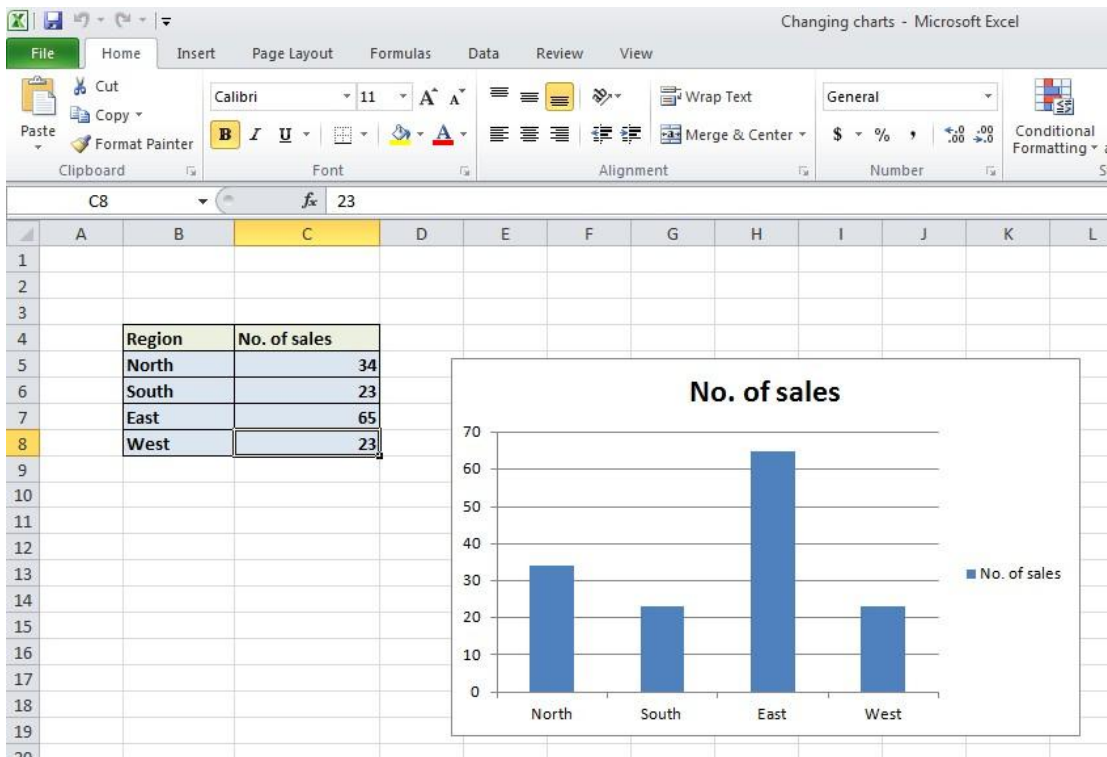 Changing charts - Microsoft Excel
File Home Insert Page Layout Formulas Data Review View
Paste
Cut
Copy
Format Painter
Clipboard
Calibri 11 A A
B I U A
Font
Wrap Text
Merge & Center
Alignment
General
$ % , .00 .0
Number
Conditional
Formatting
C8 fx 23
A B C D E F G H I J K L
1
2
3
4 Region No. of sales
5 North 34
6 South 23
7 East 65
8 West 23
9
10
11
12
13
14
15
16
17
18
19
No. of sales
70
60
50
40
30
20
10
0
North South East West
No. of sales